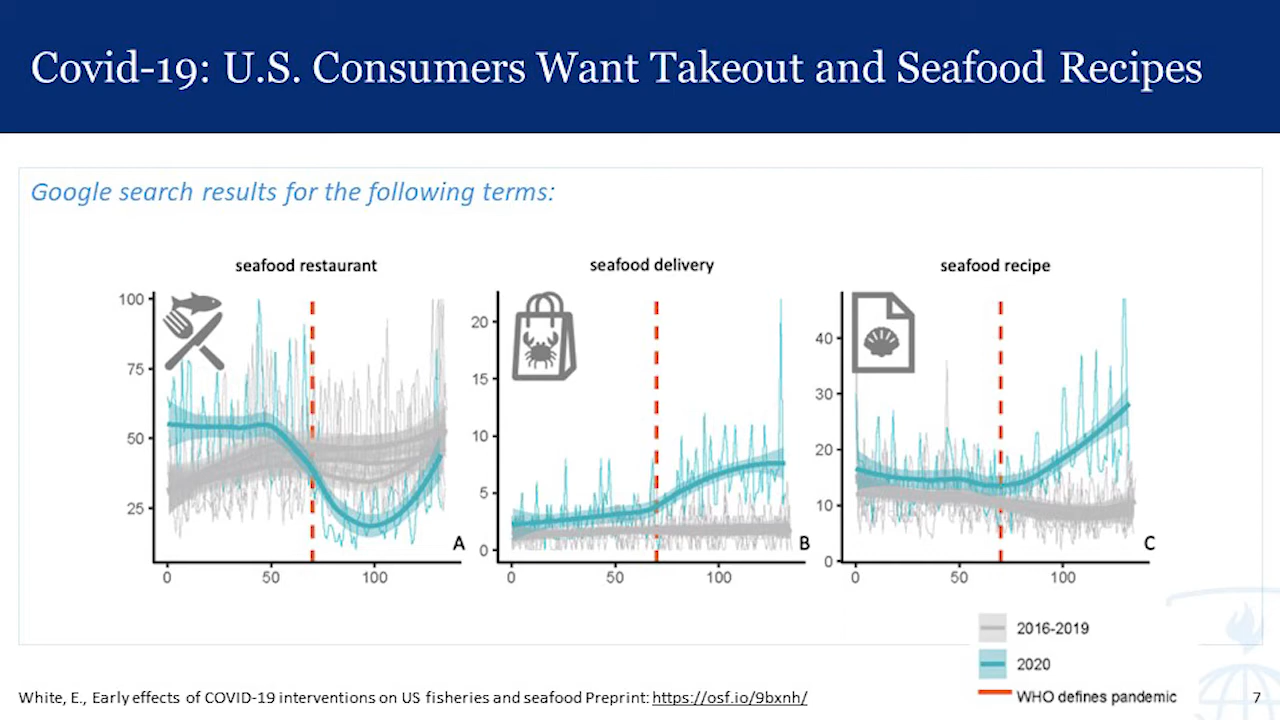 Covid-19: U.S. Consumers Want Takeout and Seafood Recipes
Google search results for the following terms:
seafood restaurant
100
75
50
25
0 50 100
A
seafood delivery
20
15
10
5
0
0 50 100
B
seafood recipe
40
30
20
10
0
0 50 100
C
2016-2019
2020
WHO defines pandemic
White, E., Early effects of COVID-19 interventions on US fisheries and seafood Preprint: https://osf.io/9bxnh/
7